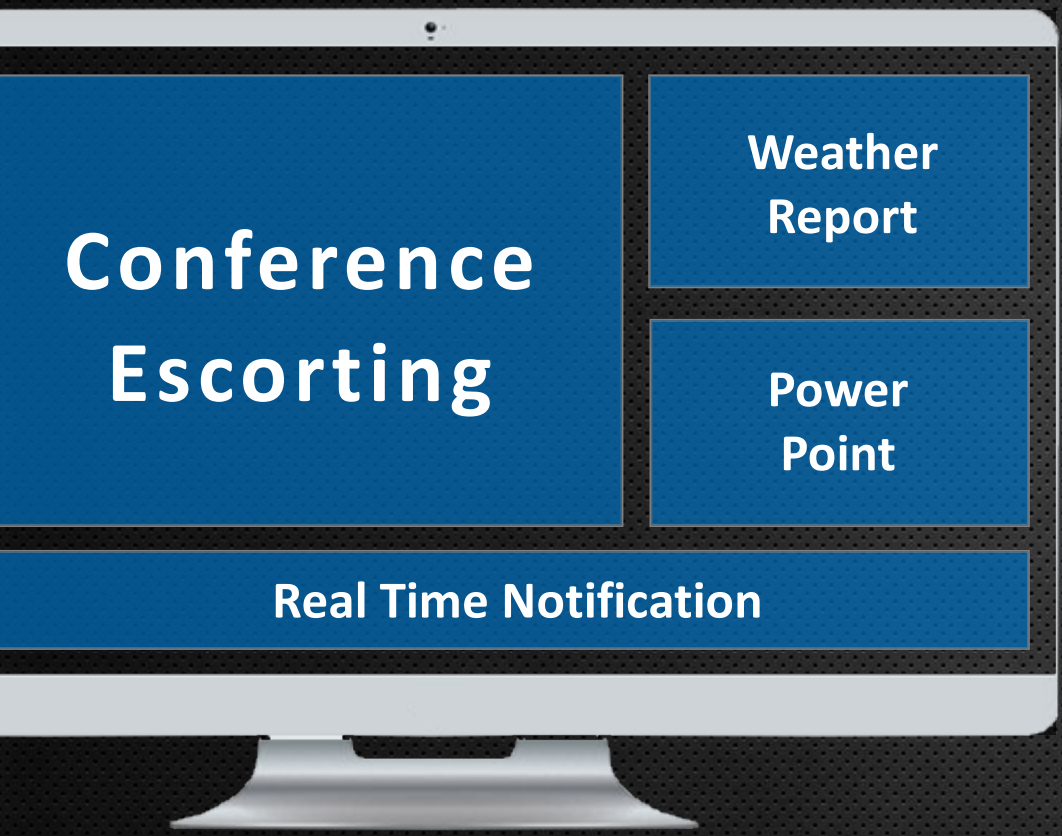 Conference
Escorting
Weather
Report
Power
Point
Real Time Notification